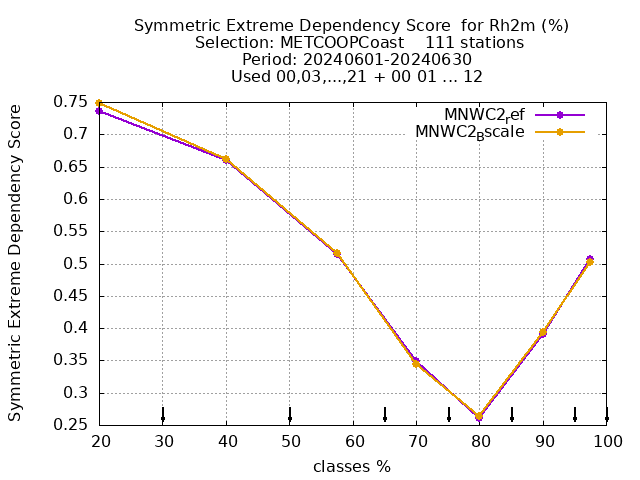 Symmetric Extreme Dependency Score for Rh2m (%)
Selection: METCOOPCoast 111 stations
Period: 20240601-20240630
Used 00,03,...,21 + 00 01 ... 12
Symmetric Extreme Dependency Score
0.75
0.7
0.65
0.6
0.55
0.5
0.45
0.4
0.35
0.3
0.25
MNWC2_ref
MNWC2_Bscale
20 30 40 50 60 70 80 90 100
classes %